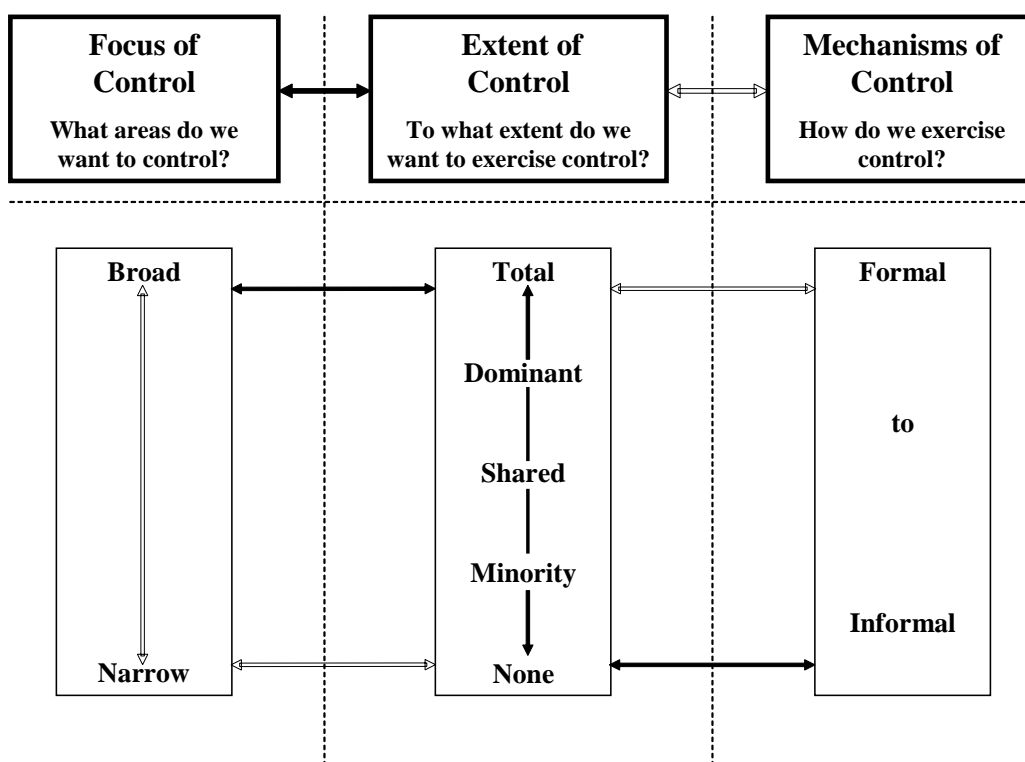 Focus of
Control
What areas do we
want to control?
Extent of
Control
To what extent do we
want to exercise control?
Mechanisms of
Control
How do we exercise
control?
Broad
Narrow
Total
Dominant
Shared
Minority
None
Formal
to
Informal